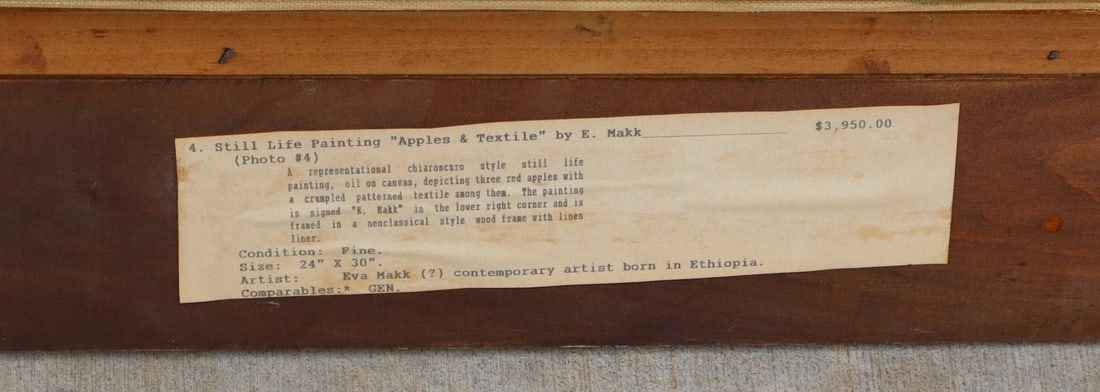 4. Still Life Painting "Apples & Textile" by E. Makk_______________ $3,950.00
(Photo #4)
A representational chiaroscuro style still life
painting, oil on canvas, depicting three red apples with
a crumpled patterned textile among them. The painting
is signed "E. Makk" in the lower right corner and is
framed in a neoclassical style wood frame with linen
liner.
Condition: Fine.
Size: 24" X 30".
Artist: Eva Makk (?) contemporary artist born in Ethiopia.
Comparables:* GEN.